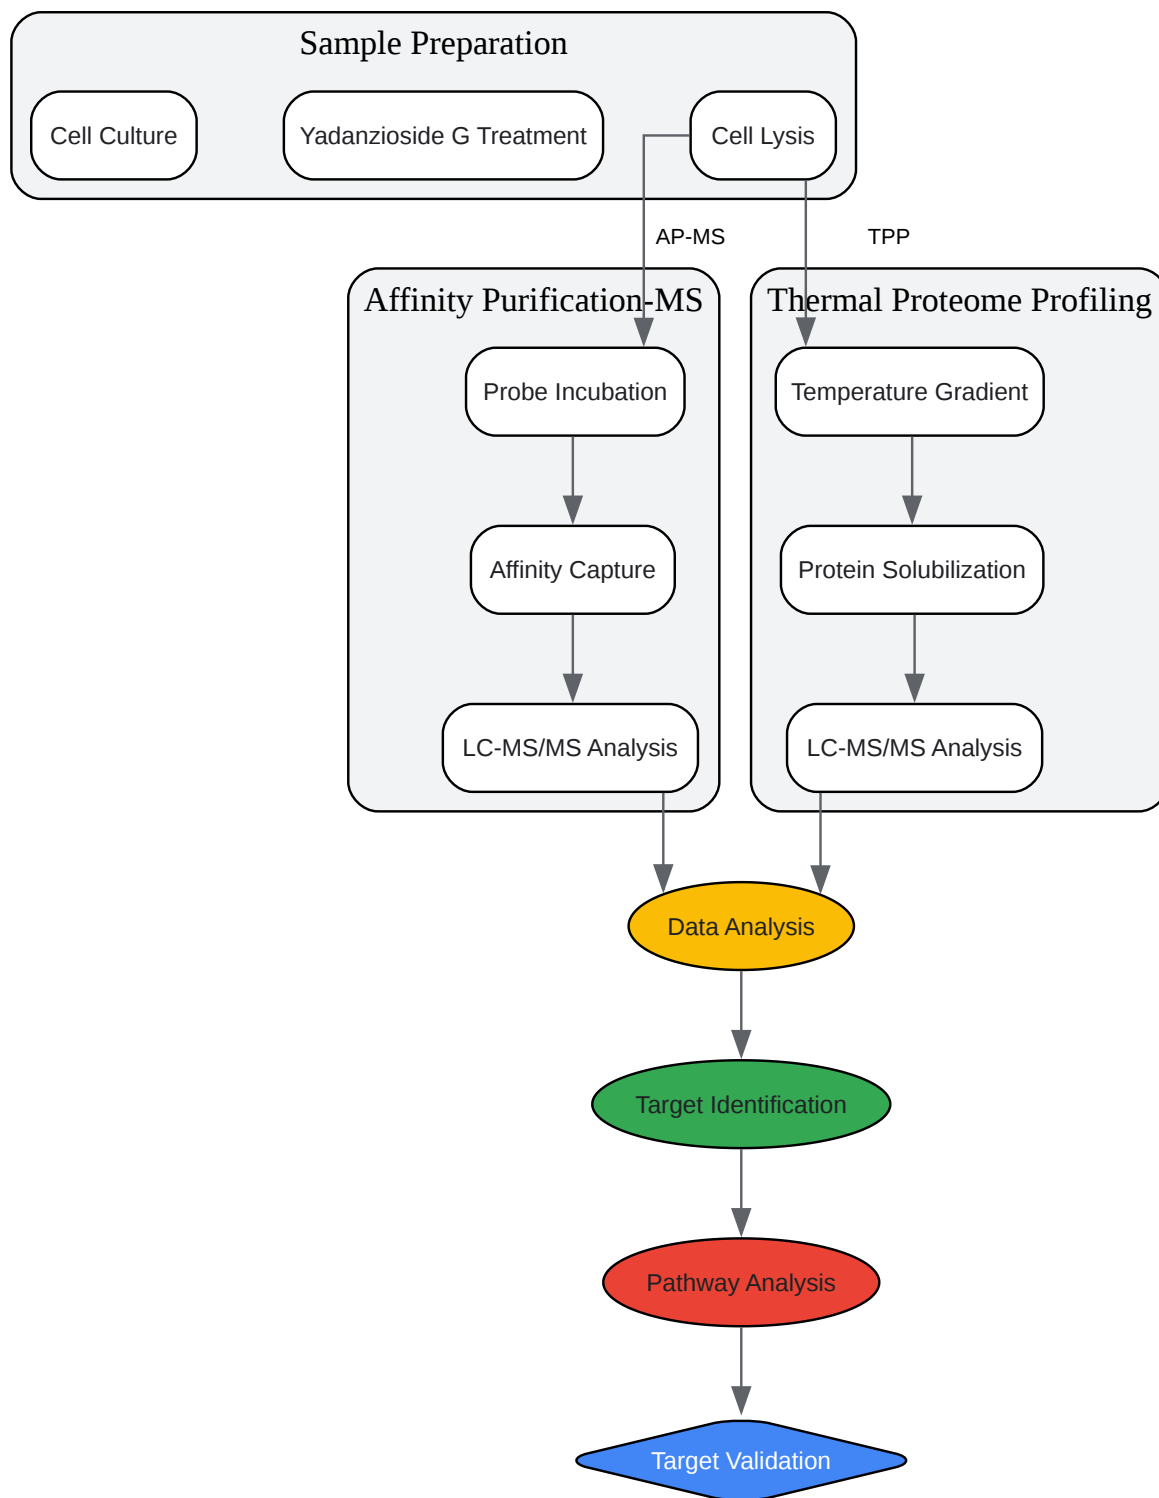 Sample Preparation
Cell Culture
Yadanzioside G Treatment
Cell Lysis
AP-MS
TPP
Affinity Purification-MS
Thermal Proteome Profiling
Probe Incubation
Temperature Gradient
Affinity Capture
Protein Solubilization
LC-MS/MS Analysis
LC-MS/MS Analysis
Data Analysis
Target Identification
Pathway Analysis
Target Validation